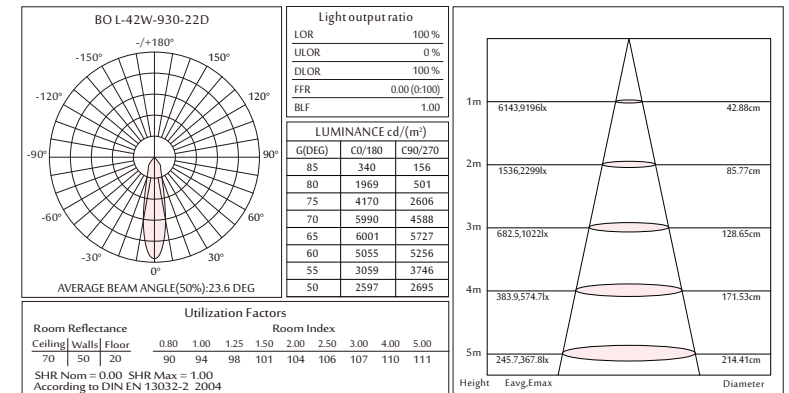 BO L-42W-930-22D
-/+180°
-150° 150°
-120° 120°
-90° 90°
-60° 60°
-30° 30°
0°
AVERAGE BEAM ANGLE(50%):23.6 DEG
Light output ratio
LOR 100 %
ULOR 0 %
DLOR 100 %
FFR 0.00 (0:100)
BLF 1.00
LUMINANCE cd/(m²)
G(DEG) C0/180 C90/270
85 340 156
80 1969 501
75 4170 2606
70 5990 4588
65 6001 5727
60 5055 5256
55 3059 3746
50 2597 2695
Utilization Factors
Room Reflectance Room Index
Ceiling Walls Floor 0.80 1.00 1.25 1.50 2.00 2.50 3.00 4.00 5.00
70 50 20 90 94 98 101 104 106 107 110 111
SHR Nom = 0.00 SHR Max = 1.00
According to DIN EN 13032-2 2004
1m 6143,9196lx 42.88cm
2m 1536,2299lx 85.77cm
3m 682.5,1022lx 128.65cm
4m 383.9,574.7lx 171.53cm
5m 245.7,367.8lx 214.41cm
Height Eavg,Emax Diameter